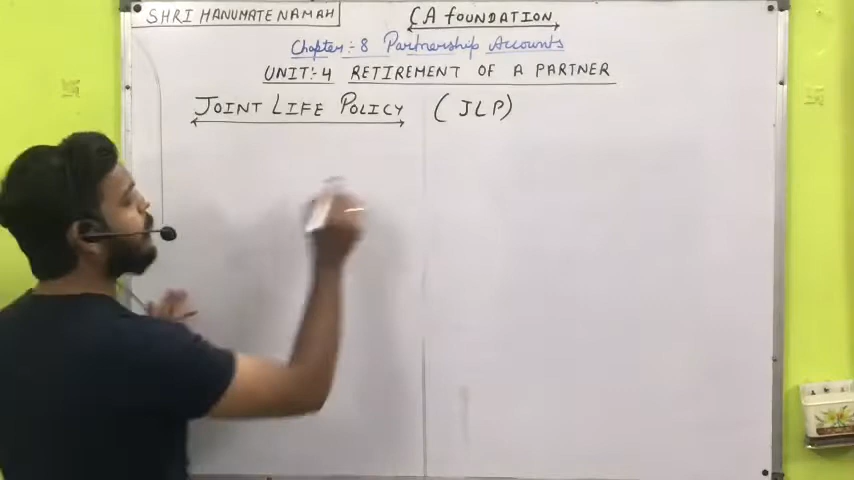 SHRI HANUMATE NAMAH
CA FOUNDATION
Chapter:- 8 Partnership Accounts
UNIT:-4 RETIREMENT OF A PARTNER
JOINT LIFE POLICY (JLP)